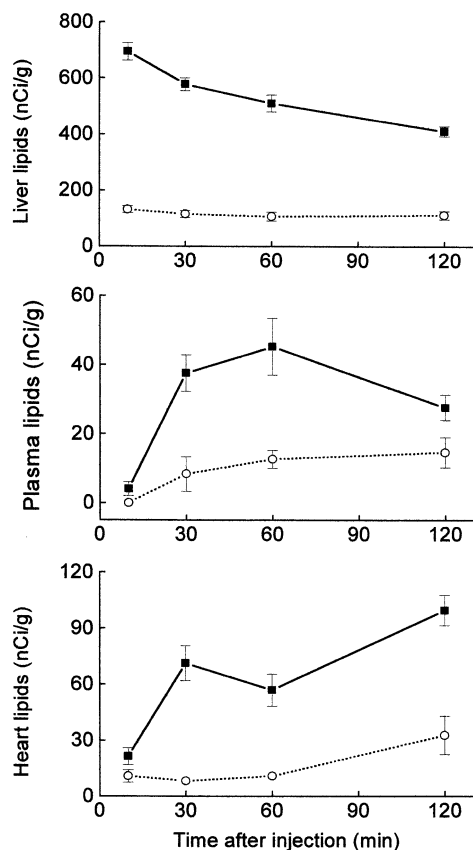 800
600
400
200
0
Liver lipids (nCi/g)
0 30 60 90 120
60
40
20
0
Plasma lipids (nCi/g)
0 30 60 90 120
120
90
60
30
0
Heart lipids (nCi/g)
0 30 60 90 120
Time after injection (min)